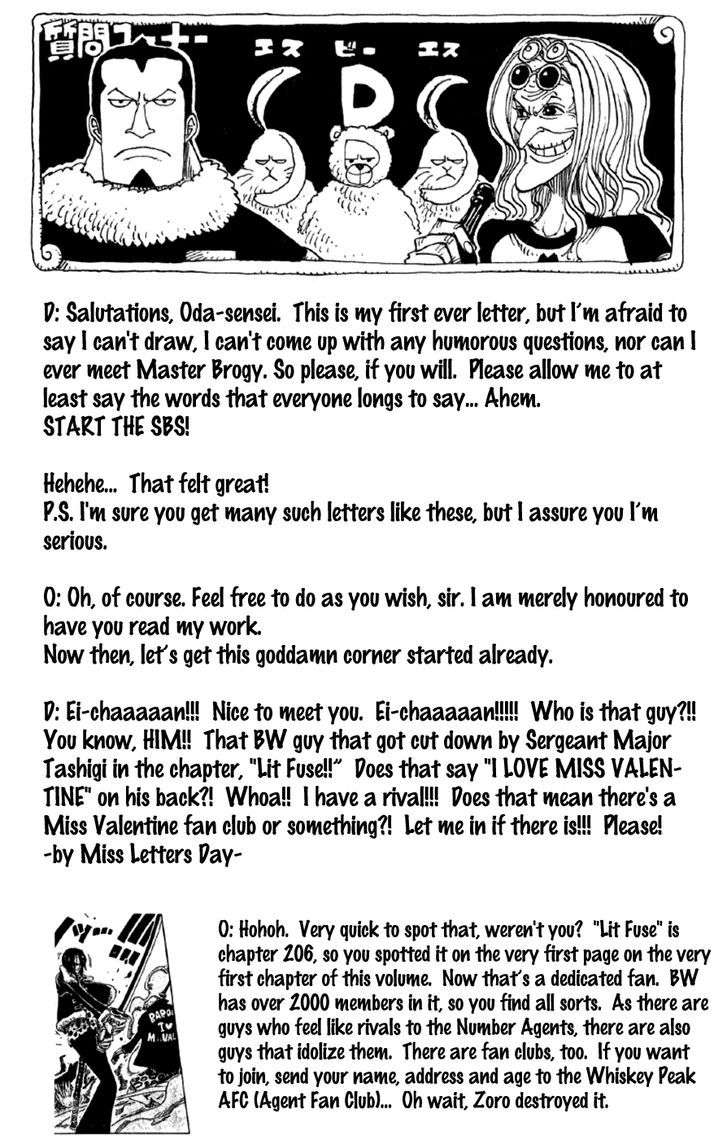 質問コーナー
エス ビー エス
D
D: Salutations, Oda-sensei. This is my first ever letter, but I'm afraid to
say I can't draw, I can't come up with any humorous questions, nor can I
ever meet Master Brogy. So please, if you will. Please allow me to at
least say the words that everyone longs to say... Ahem.
START THE SBS!
Hehehe... That felt great!
P.S. I'm sure you get many such letters like these, but I assure you I'm
serious.
O: Oh, of course. Feel free to do as you wish, sir. I am merely honoured to
have you read my work.
Now then, let's get this goddamn corner started already.
D: Ei-chaaaaan!!! Nice to meet you. Ei-chaaaaan!!!!! Who is that guy?!!
You know, HIM!! That BW guy that got cut down by Sergeant Major
Tashigi in the chapter, "Lit Fuse!!" Does that say "I LOVE MISS VALEN-
TINE" on his back?! Whoa!! I have a rival!!!! Does that mean there's a
Miss Valentine fan club or something?! Let me in if there is!!! Please!
-by Miss Letters Day-
O: Hohoh. Very quick to spot that, weren't you? "Lit Fuse" is
chapter 206, so you spotted it on the very first page on the very
first chapter of this volume. Now that's a dedicated fan. BW
has over 2000 members in it, so you find all sorts. As there are
guys who feel like rivals to the Number Agents, there are also
guys that idolize them. There are fan clubs, too. If you want
to join, send your name, address and age to the Whiskey Peak
AFC (Agent Fan Club)... Oh wait, Zoro destroyed it.
I ♥